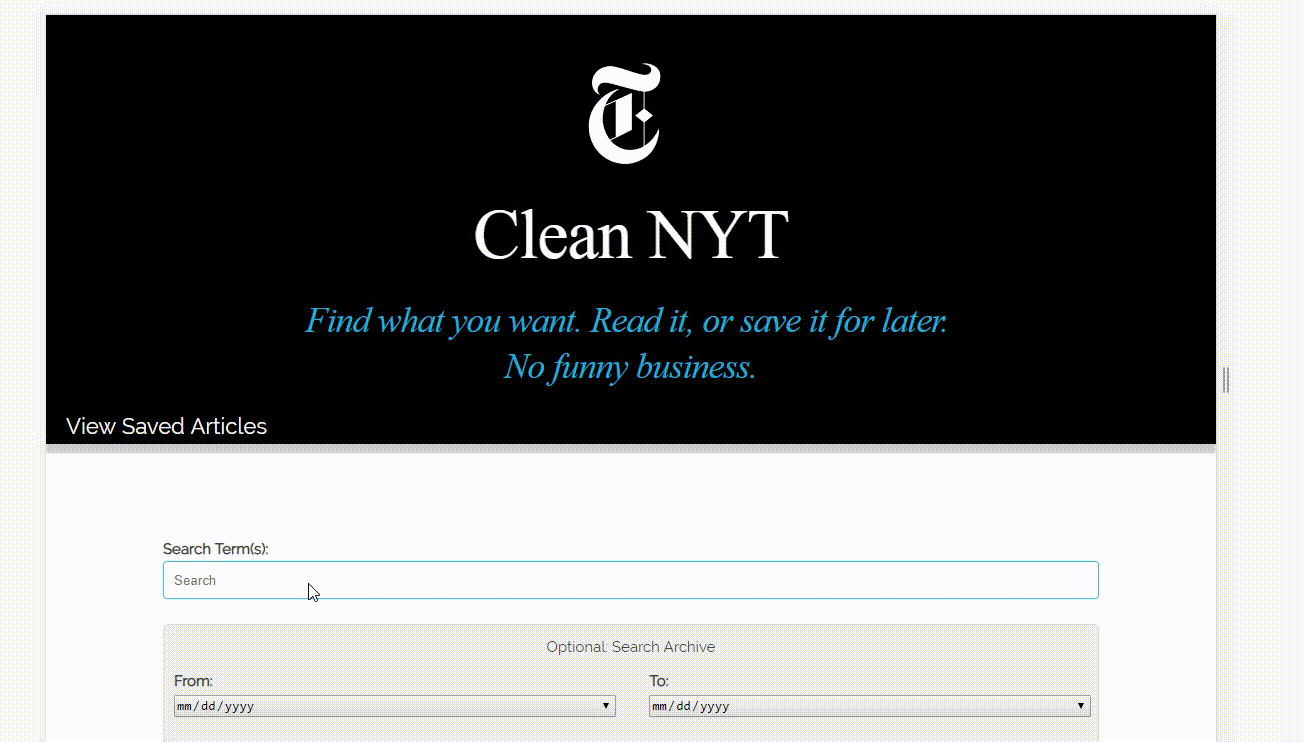 T
Clean NYT
Find what you want. Read it, or save it for later.
No funny business.
View Saved Articles
Search Term(s):
Search
Optional: Search Archive
From: To:
mm/dd/yyyy mm/dd/yyyy